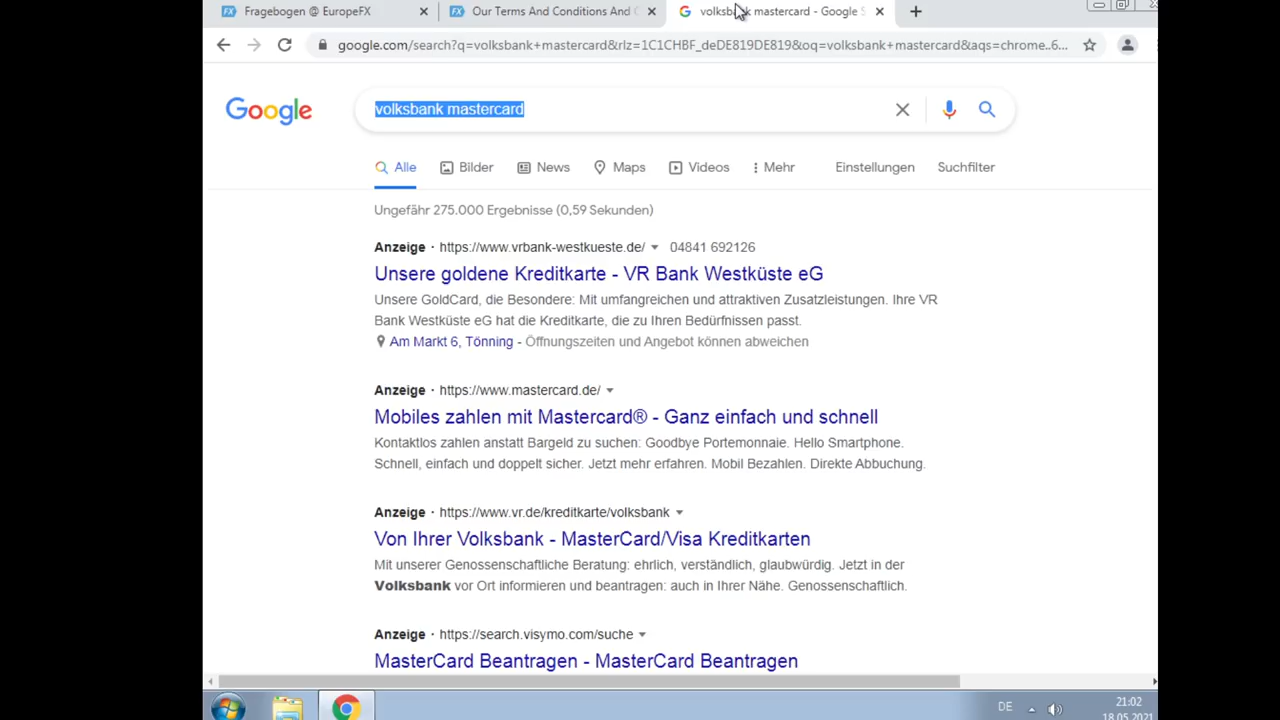 Fragebogen @ EuropeFX
Our Terms And Conditions And
volksbank mastercard - Google S
google.com/search?q=volksbank+mastercard&rlz=1C1CHBF_deDE819DE819&oq=volksbank+mastercard&aqs=chrome..6...
Google
volksbank mastercard
Alle
Bilder
News
Maps
Videos
Mehr
Einstellungen
Suchfilter
Ungefähr 275.000 Ergebnisse (0,59 Sekunden)
Anzeige · https://www.vrbank-westkueste.de/ 04841 692126
Unsere goldene Kreditkarte - VR Bank Westküste eG
Unsere GoldCard, die Besondere: Mit umfangreichen und attraktiven Zusatzleistungen. Ihre VR
Bank Westküste eG hat die Kreditkarte, die zu Ihren Bedürfnissen passt.
Am Markt 6, Tönning - Öffnungszeiten und Angebot können abweichen
Anzeige · https://www.mastercard.de/
Mobiles zahlen mit Mastercard® - Ganz einfach und schnell
Kontaktlos zahlen anstatt Bargeld zu suchen: Goodbye Portemonnaie. Hello Smartphone.
Schnell, einfach und doppelt sicher. Jetzt mehr erfahren. Mobil Bezahlen. Direkte Abbuchung.
Anzeige · https://www.vr.de/kreditkarte/volksbank
Von Ihrer Volksbank - MasterCard/Visa Kreditkarten
Mit unserer Genossenschaftliche Beratung: ehrlich, verständlich, glaubwürdig. Jetzt in der
Volksbank vor Ort informieren und beantragen: auch in Ihrer Nähe. Genossenschaftlich.
Anzeige · https://search.visymo.com/suche
MasterCard Beantragen - MasterCard Beantragen
DE
21:02
18.05.2021